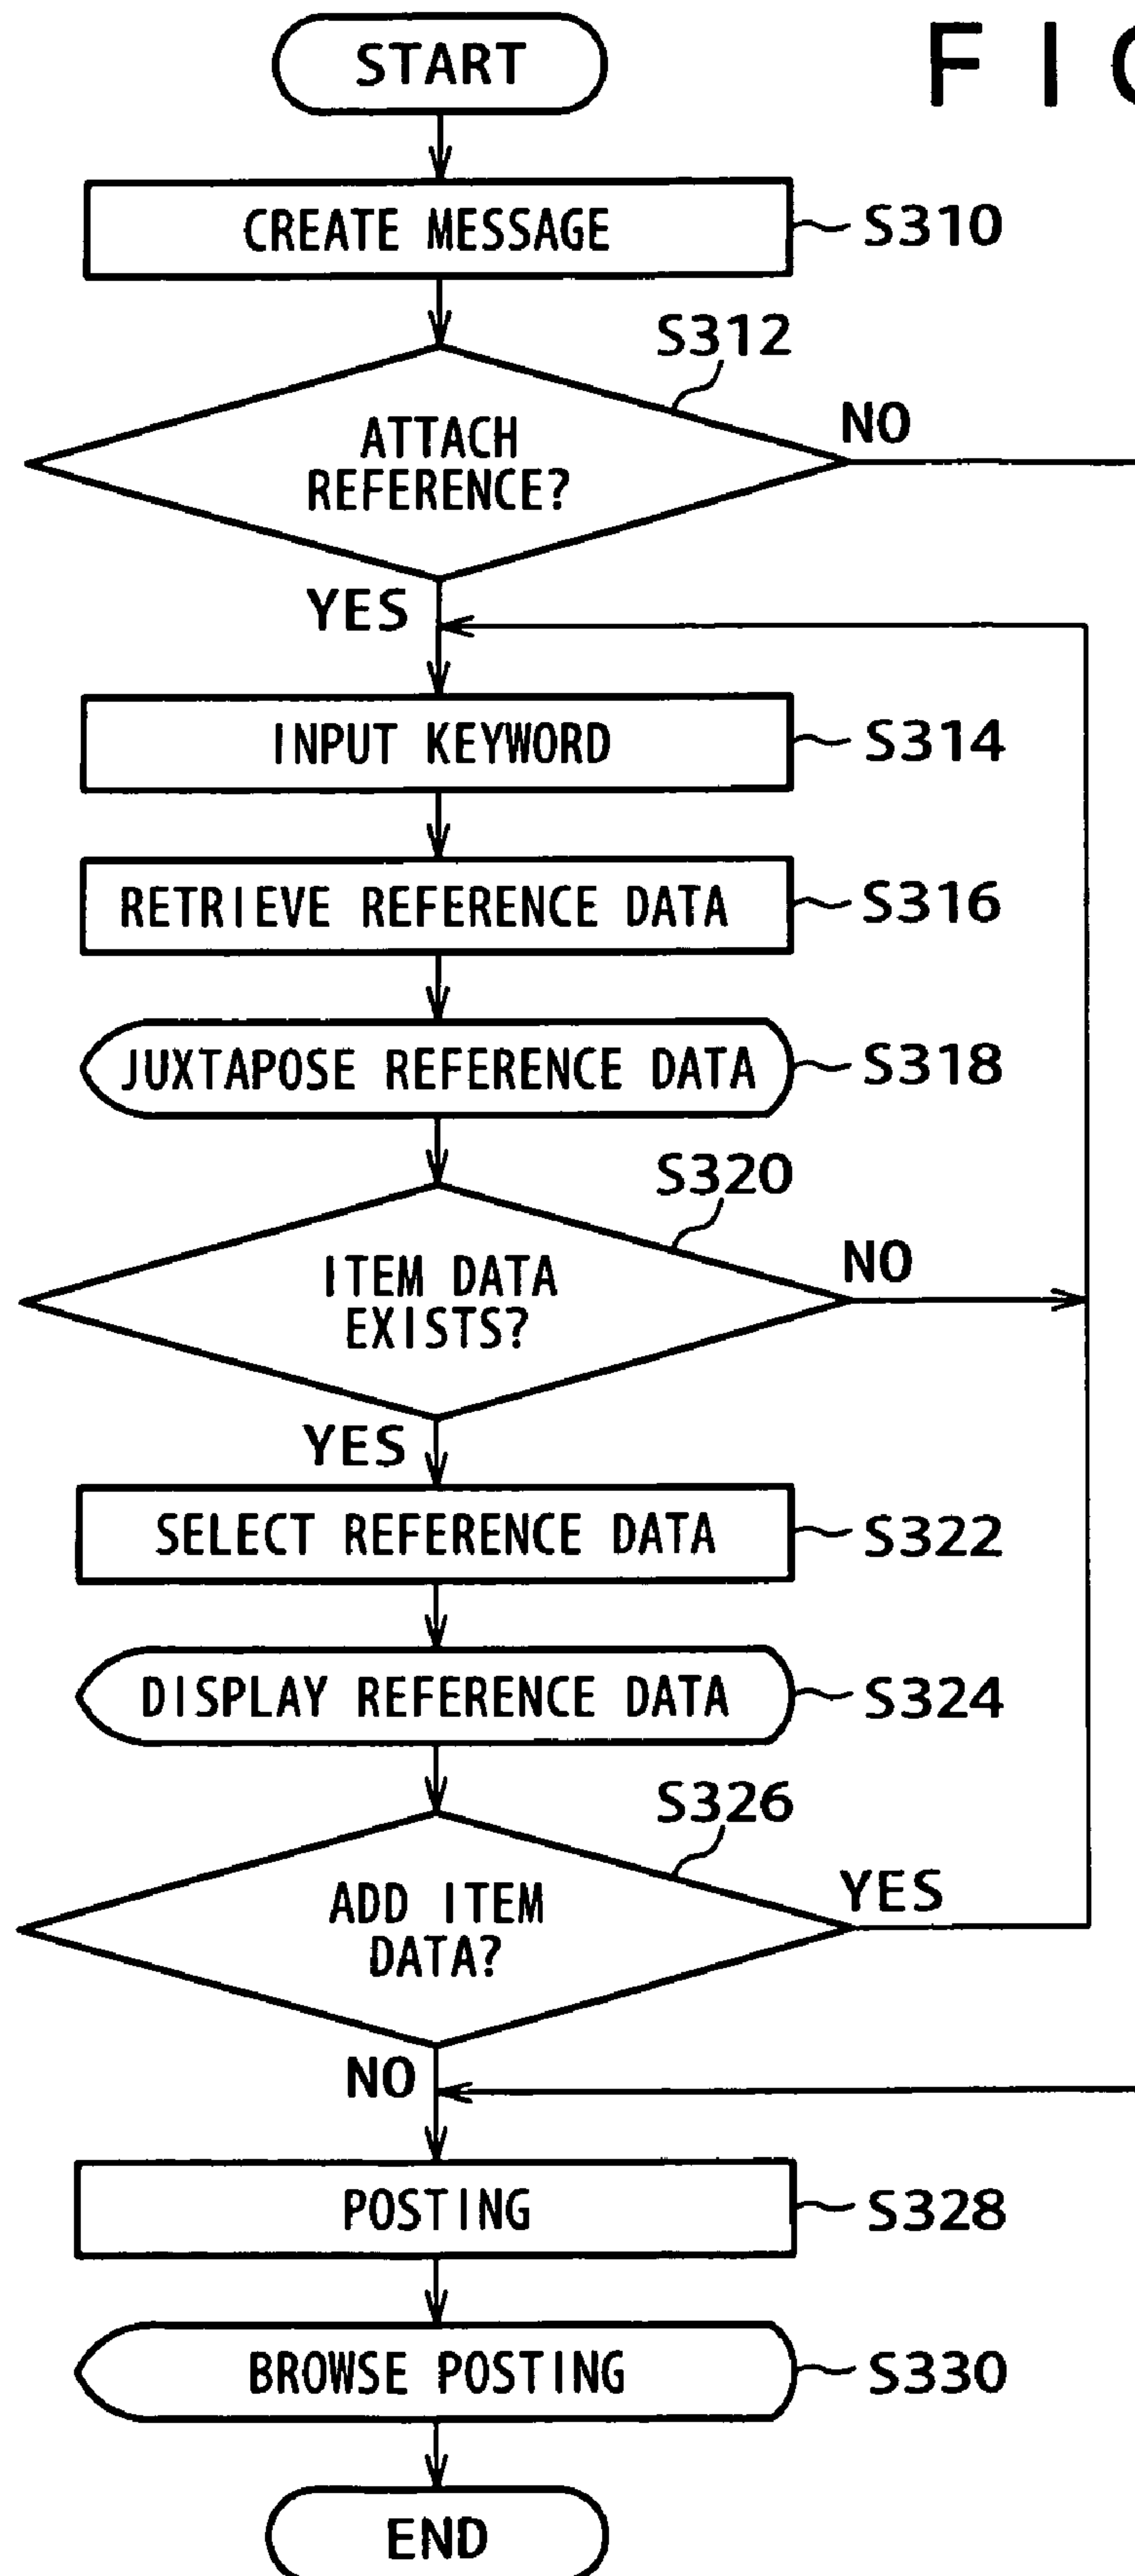 START
FI
CREATE MESSAGE
S310
S312
ATTACH
REFERENCE?
NO
YES
INPUT KEYWORD
S314
RETRIEVE REFERENCE DATA
S316
JUXTAPOSE REFERENCE DATA
S318
S320
ITEM DATA
EXISTS?
NO
YES
SELECT REFERENCE DATA
S322
DISPLAY REFERENCE DATA
S324
S326
ADD ITEM
DATA?
YES
NO
POSTING
S328
BROWSE POSTING
S330
END